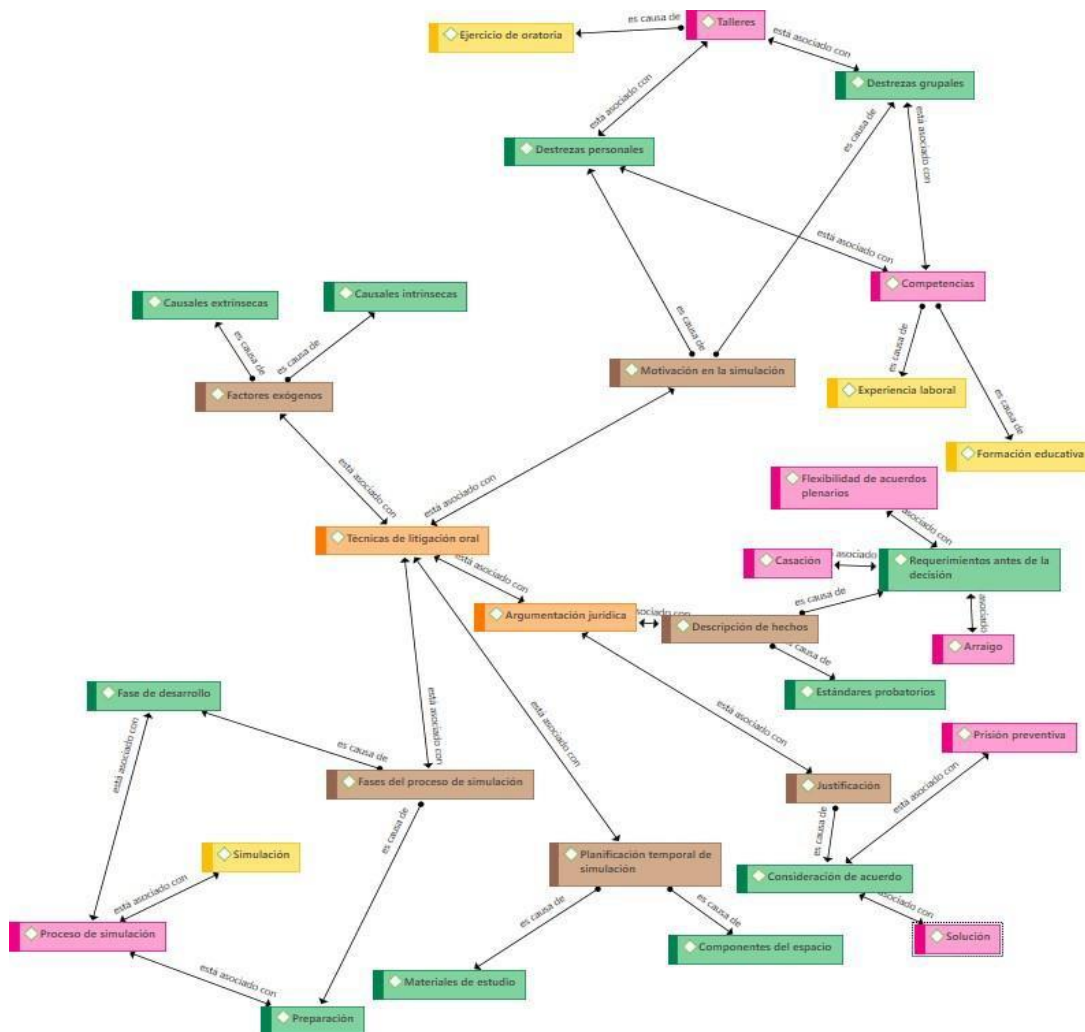 es causa de
Talleres
Ejercicio de oratoria
está asociado con
Destrezas grupales
está asociado con
es causa de
Destrezas personales
está asociado con
está asociado con
Competencias
Causales extrínsecas
Causales intrínsecas
es causa de
es causa de
es causa de
es causa de
Factores exógenos
Motivación en la simulación
Experiencia laboral
es causa de
Formación educativa
está asociado con
está asociado con
Flexibilidad de acuerdos
plenarios
asociado con
Técnicas de litigación oral
Casación
asociado
Requerimientos antes de la
decisión
está asociado con
es causa de
asociado
Argumentación jurídica
asociado con
Descripción de hechos
Arraigo
es causa de
Fase de desarrollo
Estándares probatorios
está asociado con
está asociado con
está asociado con
está asociado con
Prisión preventiva
es causa de
Fases del proceso de simulación
Justificación
está asociado con
es causa de
es causa de
Simulación
Planificación temporal de
simulación
está asociado con
Consideración de acuerdo
asociado con
Proceso de simulación
es causa de
es causa de
Solución
Componentes del espacio
está asociado con
Materiales de estudio
Preparación